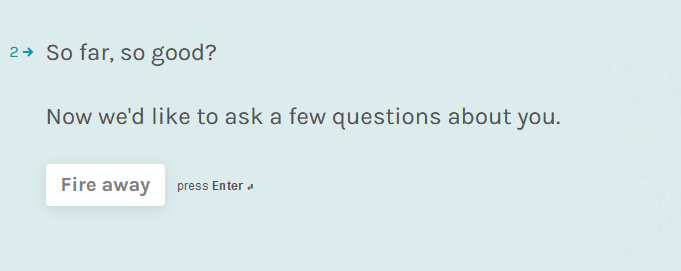 2 → So far, so good?
Now we'd like to ask a few questions about you.
Fire away press Enter ↲